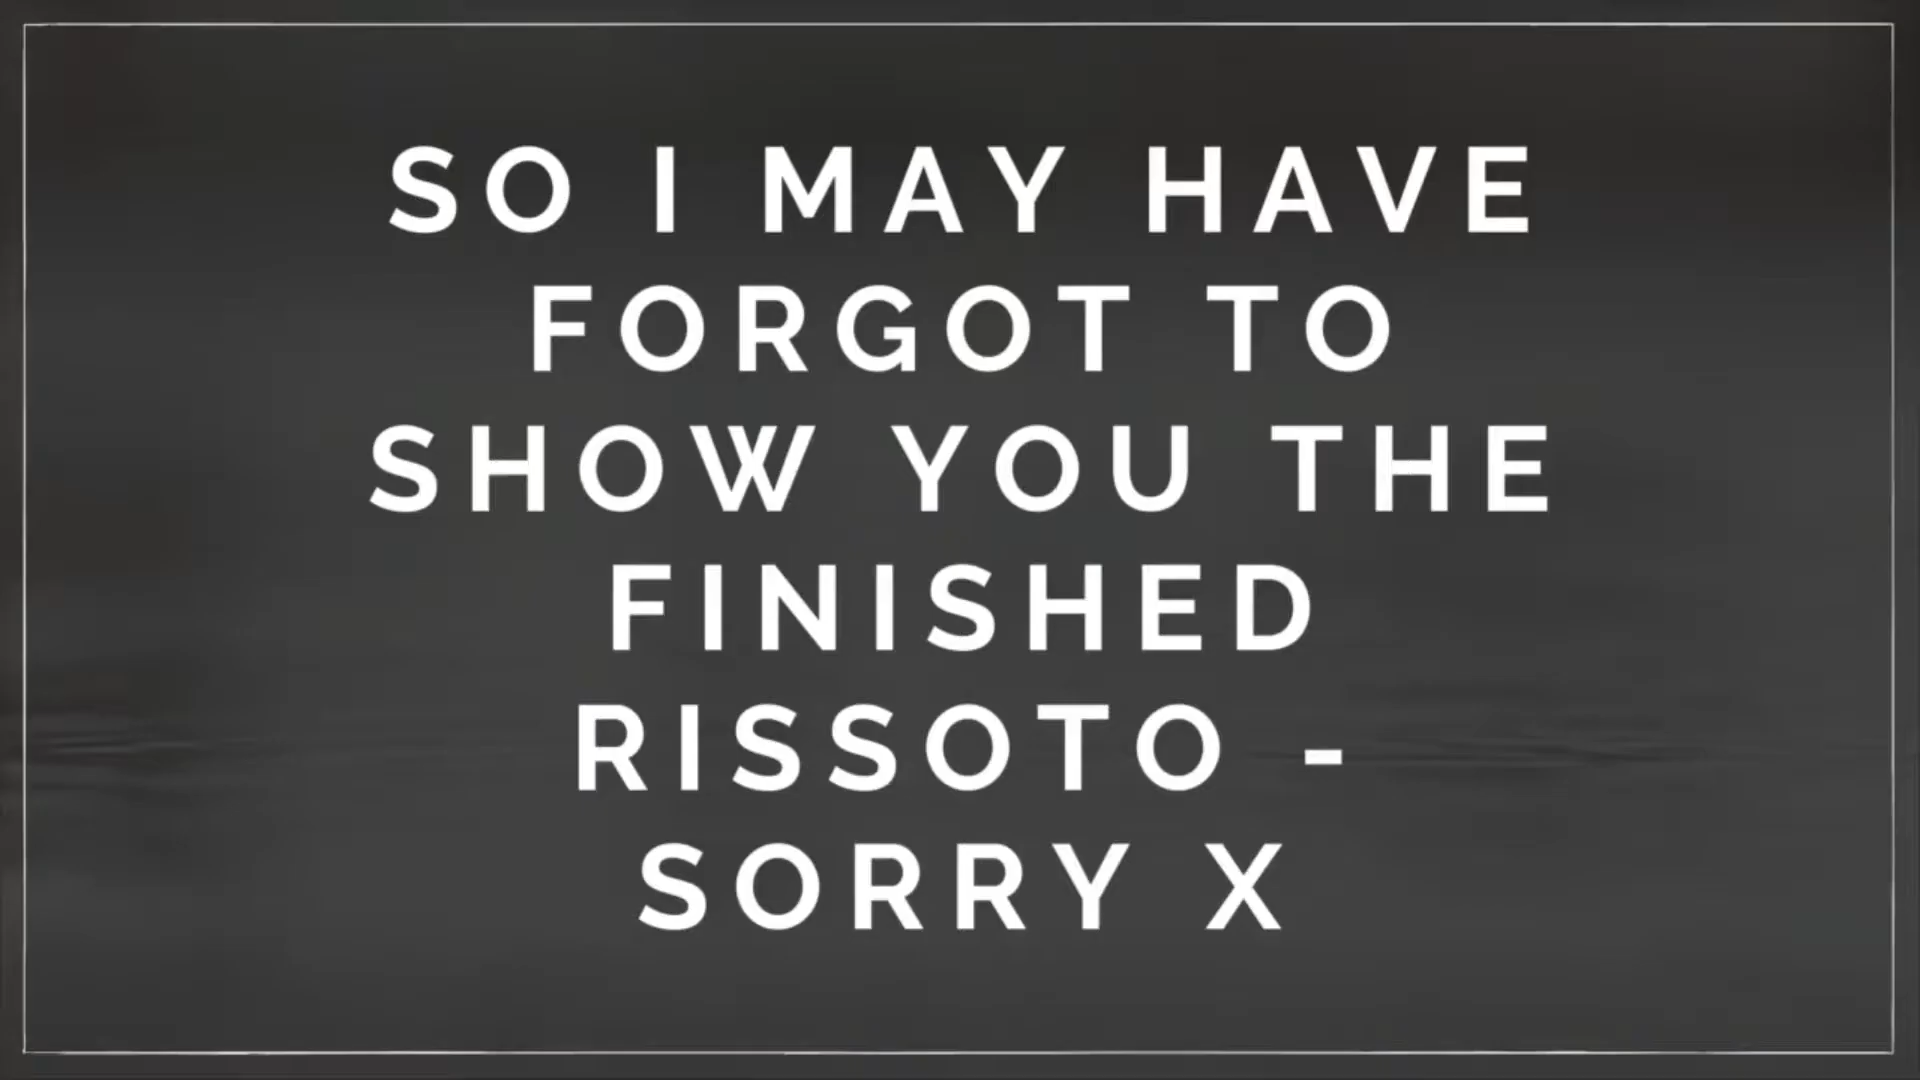 SO I MAY HAVE
FORGOT TO
SHOW YOU THE
FINISHED
RISSOTO -
SORRY X